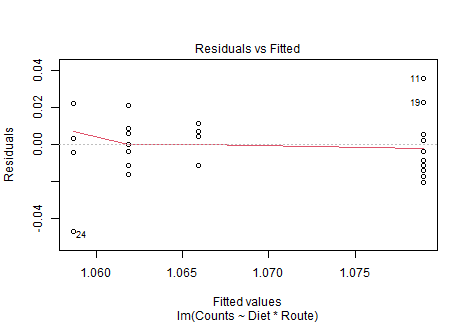 Residuals vs Fitted
Residuals
0.04
0.02
0.00
-0.04
11
19
24
1.060
1.065
1.070
1.075
Fitted values
lm(Counts ~ Diet * Route)